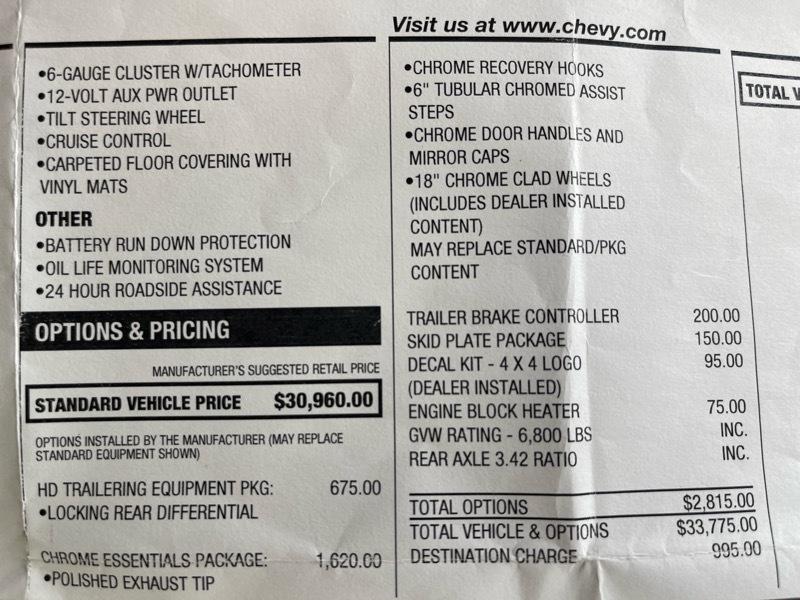 Visit us at www.chevy.com
•6-GAUGE CLUSTER W/TACHOMETER
•12-VOLT AUX PWR OUTLET
•TILT STEERING WHEEL
•CRUISE CONTROL
•CARPETED FLOOR COVERING WITH
VINYL MATS
OTHER
•BATTERY RUN DOWN PROTECTION
•OIL LIFE MONITORING SYSTEM
•24 HOUR ROADSIDE ASSISTANCE
OPTIONS & PRICING
MANUFACTURER'S SUGGESTED RETAIL PRICE
STANDARD VEHICLE PRICE $30,960.00
OPTIONS INSTALLED BY THE MANUFACTURER (MAY REPLACE
STANDARD EQUIPMENT SHOWN)
HD TRAILERING EQUIPMENT PKG: 675.00
•LOCKING REAR DIFFERENTIAL
CHROME ESSENTIALS PACKAGE: 1,620.00
•POLISHED EXHAUST TIP
•CHROME RECOVERY HOOKS
•6" TUBULAR CHROMED ASSIST
STEPS
•CHROME DOOR HANDLES AND
MIRROR CAPS
•18" CHROME CLAD WHEELS
(INCLUDES DEALER INSTALLED
CONTENT)
MAY REPLACE STANDARD/PKG
CONTENT
TRAILER BRAKE CONTROLLER 200.00
SKID PLATE PACKAGE 150.00
DECAL KIT - 4 X 4 LOGO 95.00
(DEALER INSTALLED)
ENGINE BLOCK HEATER 75.00
GVW RATING - 6,800 LBS INC.
REAR AXLE 3.42 RATIO INC.
TOTAL OPTIONS $2,815.00
TOTAL VEHICLE & OPTIONS $33,775.00
DESTINATION CHARGE 995.00
TOTAL